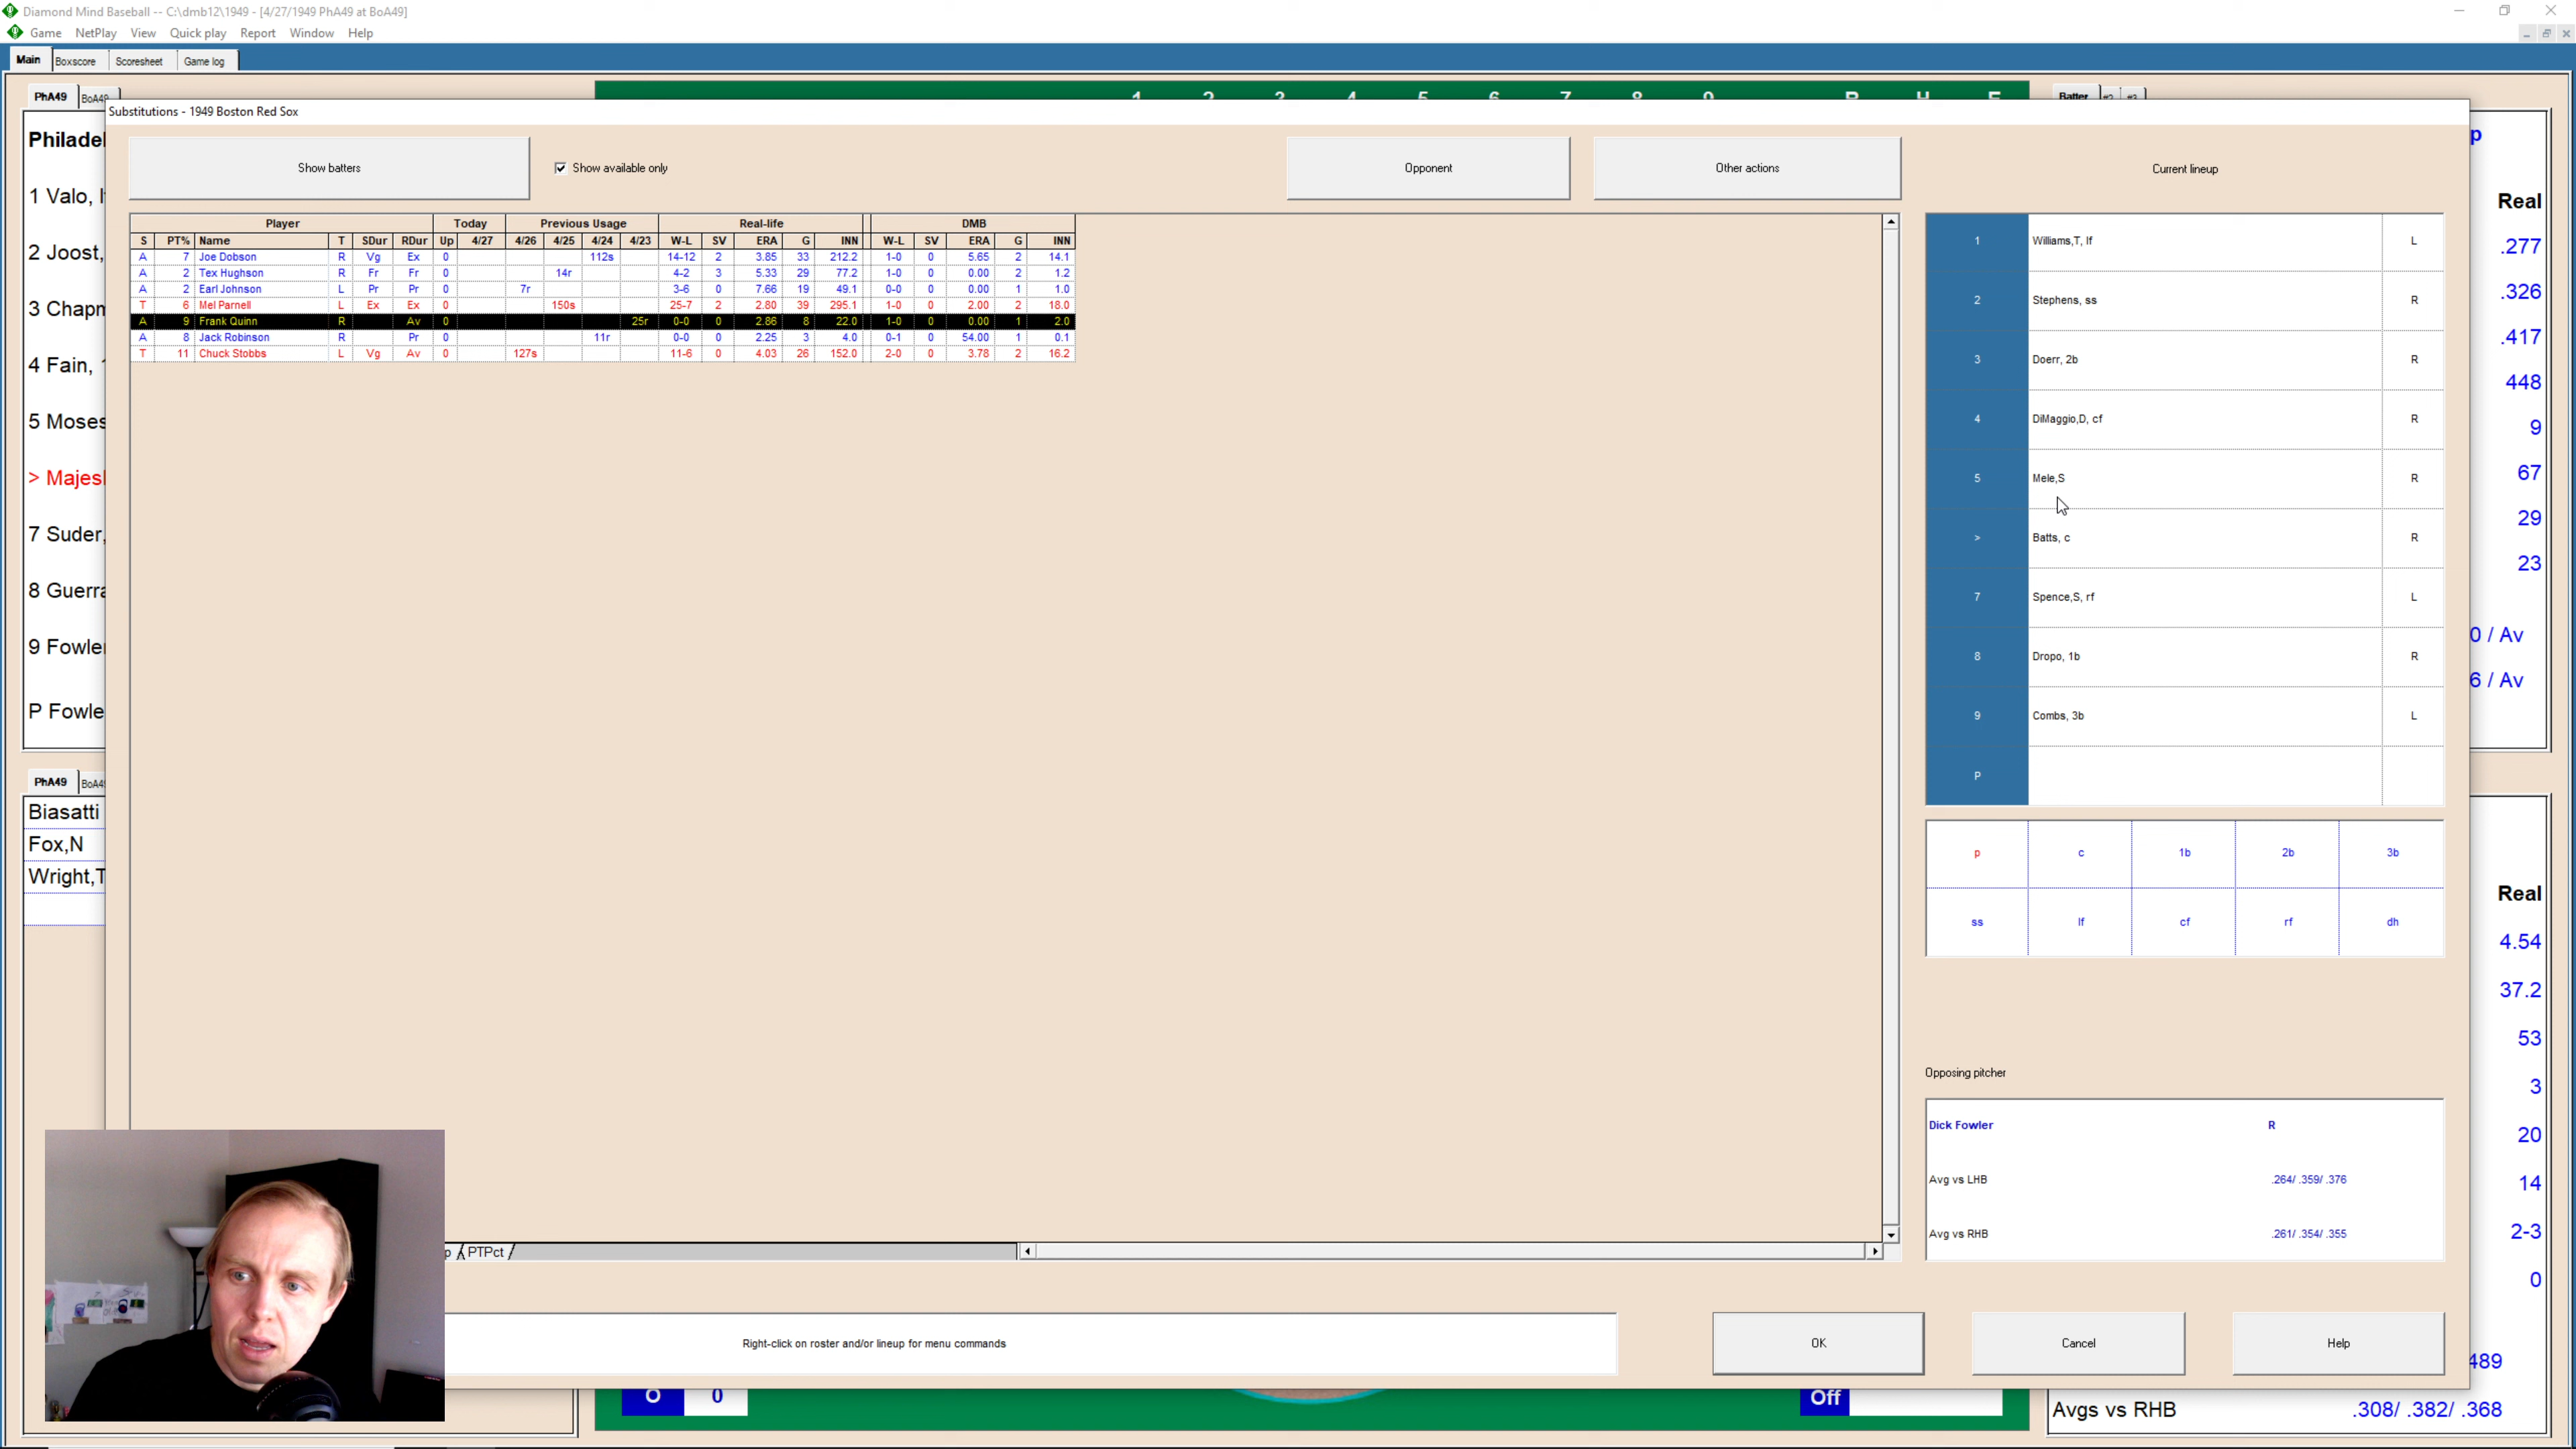 Diamond Mind Baseball -- C:\dmb12\1949 - [4/27/1949 PhA49 at BoA49]
Game NetPlay View Quick play Report Window Help
Main Boxscore Scoresheet Game log
PhA49 BoA49
1 2 3 4 5 6 7 8 9 R H E
Batter #2 #3
Substitutions - 1949 Boston Red Sox
Show batters
Show available only
Opponent
Other actions
Current lineup
Player Today Previous Usage Real-life DMB
S PT% Name T SDur RDur Up 4/27 4/26 4/25 4/24 4/23 W-L SV ERA G INN W-L SV ERA G INN
A 7 Joe Dobson R Vg Ex 0 112s 14-12 2 3.85 33 212.2 1-0 0 5.65 2 14.1
A 2 Tex Hughson R Fr Fr 0 14r 4-2 3 5.33 29 77.2 1-0 0 0.00 2 1.2
A 2 Earl Johnson L Pr Pr 0 7r 3-6 0 7.66 19 49.1 0-0 0 0.00 1 1.0
T 6 Mel Parnell L Ex Ex 0 150s 25-7 2 2.80 39 295.1 1-0 0 2.00 2 18.0
A 9 Frank Quinn R Av 0 25r 0-0 0 2.86 8 22.0 1-0 0 0.00 1 2.0
A 8 Jack Robinson R Pr 0 11r 0-0 0 2.25 3 4.0 0-1 0 54.00 1 0.1
T 11 Chuck Stobbs L Vg Av 0 127s 11-6 0 4.03 26 152.0 2-0 0 3.78 2 16.2
1 Williams,T, lf L
2 Stephens, ss R
3 Doerr, 2b R
4 DiMaggio,D, cf R
5 Mele,S R
> Batts, c R
7 Spence,S, rf L
8 Dropo, 1b R
9 Combs, 3b L
P
p c 1b 2b 3b
ss lf cf rf dh
Opposing pitcher
Dick Fowler R
Avg vs LHB .264/ .359/ .376
Avg vs RHB .261/ .354/ .355
PTPct
Right-click on roster and/or lineup for menu commands
OK
Cancel
Help
Philadel
1 Valo,
2 Joost,
3 Chapm
4 Fain,
5 Moses
> Majesk
7 Suder,
8 Guerra
9 Fowle
P Fowle
PhA49 BoA49
Biasatti
Fox,N
Wright,T
p
Real
.277
.326
.417
448
9
67
29
23
0 / Av
6 / Av
Real
4.54
37.2
53
3
20
14
2-3
0
489
O 0
Off
Avgs vs RHB .308/ .382/ .368